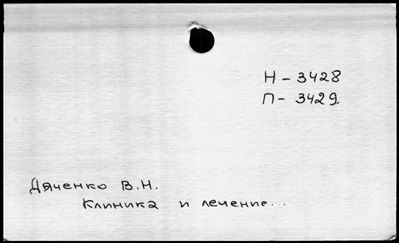 Н - 3428
П - 3429
Дяченко В.Н.
Клиника и лечение...